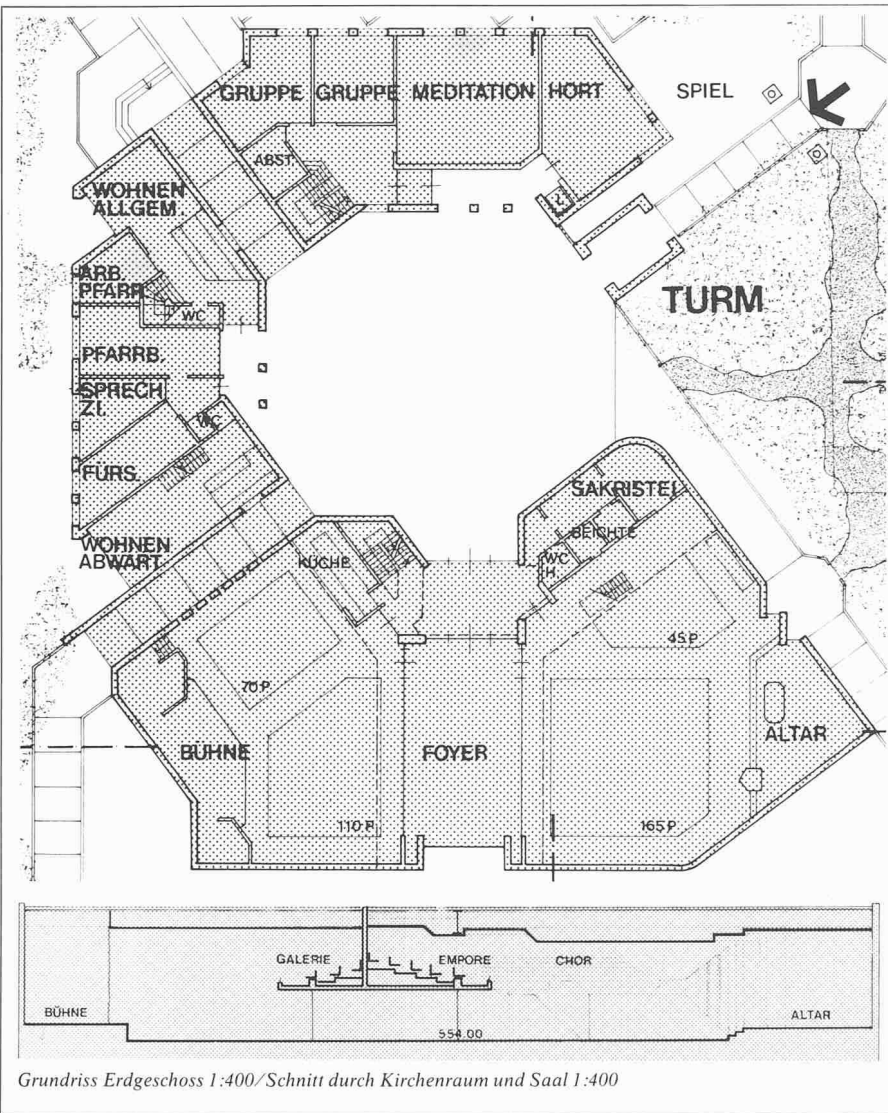 GRUPPE GRUPPE MEDITATION HORT SPIEL
ABST.
WOHNEN
ALLGEM.
ARB.
PFARR
WC
TURM
PFARRB.
SPRECH
ZI.
WC
FÜRS.
SAKRISTEI
BEICHTE
WC
H.
WOHNEN
ABWART
KÜCHE
45 P
70 P
ALTAR
BÜHNE
FOYER
110 P
165 P
GALERIE EMPORE CHOR
BÜHNE
554.00
ALTAR
Grundriss Erdgeschoss 1:400/Schnitt durch Kirchenraum und Saal 1:400